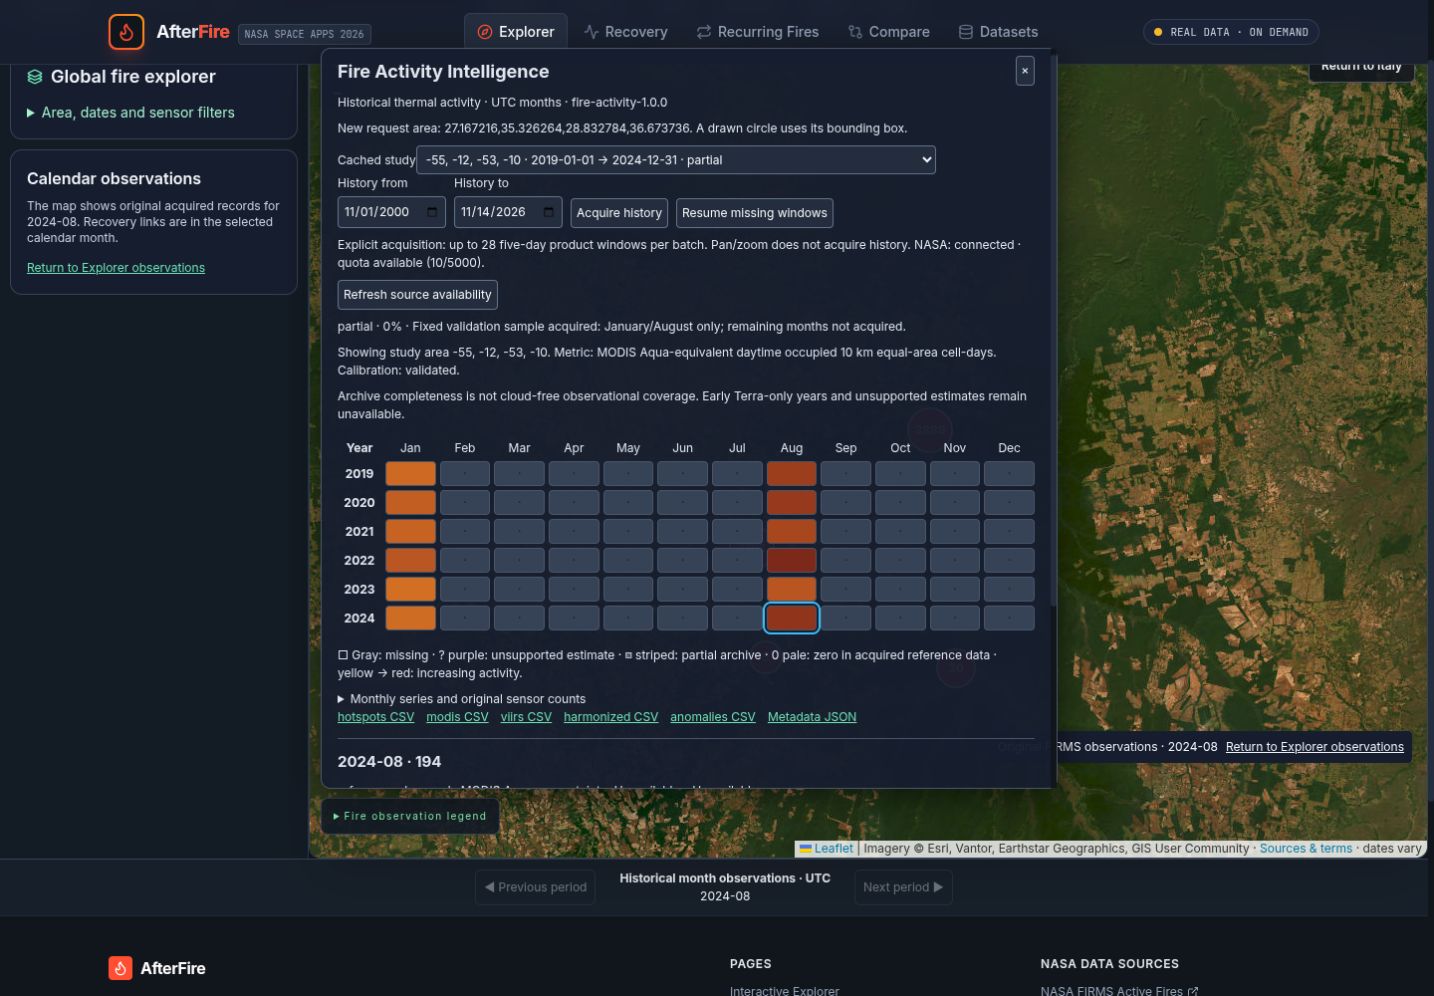 AfterFire
NASA SPACE APPS 2026
Explorer
Recovery
Recurring Fires
Compare
Datasets
REAL DATA · ON DEMAND
Global fire explorer
▶ Area, dates and sensor filters
Calendar observations
The map shows original acquired records for
2024-08. Recovery links are in the selected
calendar month.
Return to Explorer observations
Return to Italy
Fire Activity Intelligence
×
Historical thermal activity · UTC months · fire-activity-1.0.0
New request area: 27.167216,35.326264,28.832784,36.673736. A drawn circle uses its bounding box.
Cached study -55, -12, -53, -10 · 2019-01-01 → 2024-12-31 · partial
History from History to
11/01/2000 11/14/2026 Acquire history Resume missing windows
Explicit acquisition: up to 28 five-day product windows per batch. Pan/zoom does not acquire history. NASA: connected ·
quota available (10/5000).
Refresh source availability
partial · 0% · Fixed validation sample acquired: January/August only; remaining months not acquired.
Showing study area -55, -12, -53, -10. Metric: MODIS Aqua-equivalent daytime occupied 10 km equal-area cell-days.
Calibration: validated.
Archive completeness is not cloud-free observational coverage. Early Terra-only years and unsupported estimates remain
unavailable.
Year Jan Feb Mar Apr May Jun Jul Aug Sep Oct Nov Dec
2019
2020
2021
2022
2023
2024
□ Gray: missing · ? purple: unsupported estimate · ▤ striped: partial archive · 0 pale: zero in acquired reference data ·
yellow → red: increasing activity.
▶ Monthly series and original sensor counts
hotspots CSV modis CSV viirs CSV harmonized CSV anomalies CSV Metadata JSON
2024-08 · 194
Original FIRMS observations · 2024-08 Return to Explorer observations
▶ Fire observation legend
Leaflet | Imagery © Esri, Vantor, Earthstar Geographics, GIS User Community · Sources & terms · dates vary
◀ Previous period
Historical month observations · UTC
2024-08
Next period ▶
AfterFire
PAGES
Interactive Explorer
NASA DATA SOURCES
NASA FIRMS Active Fires